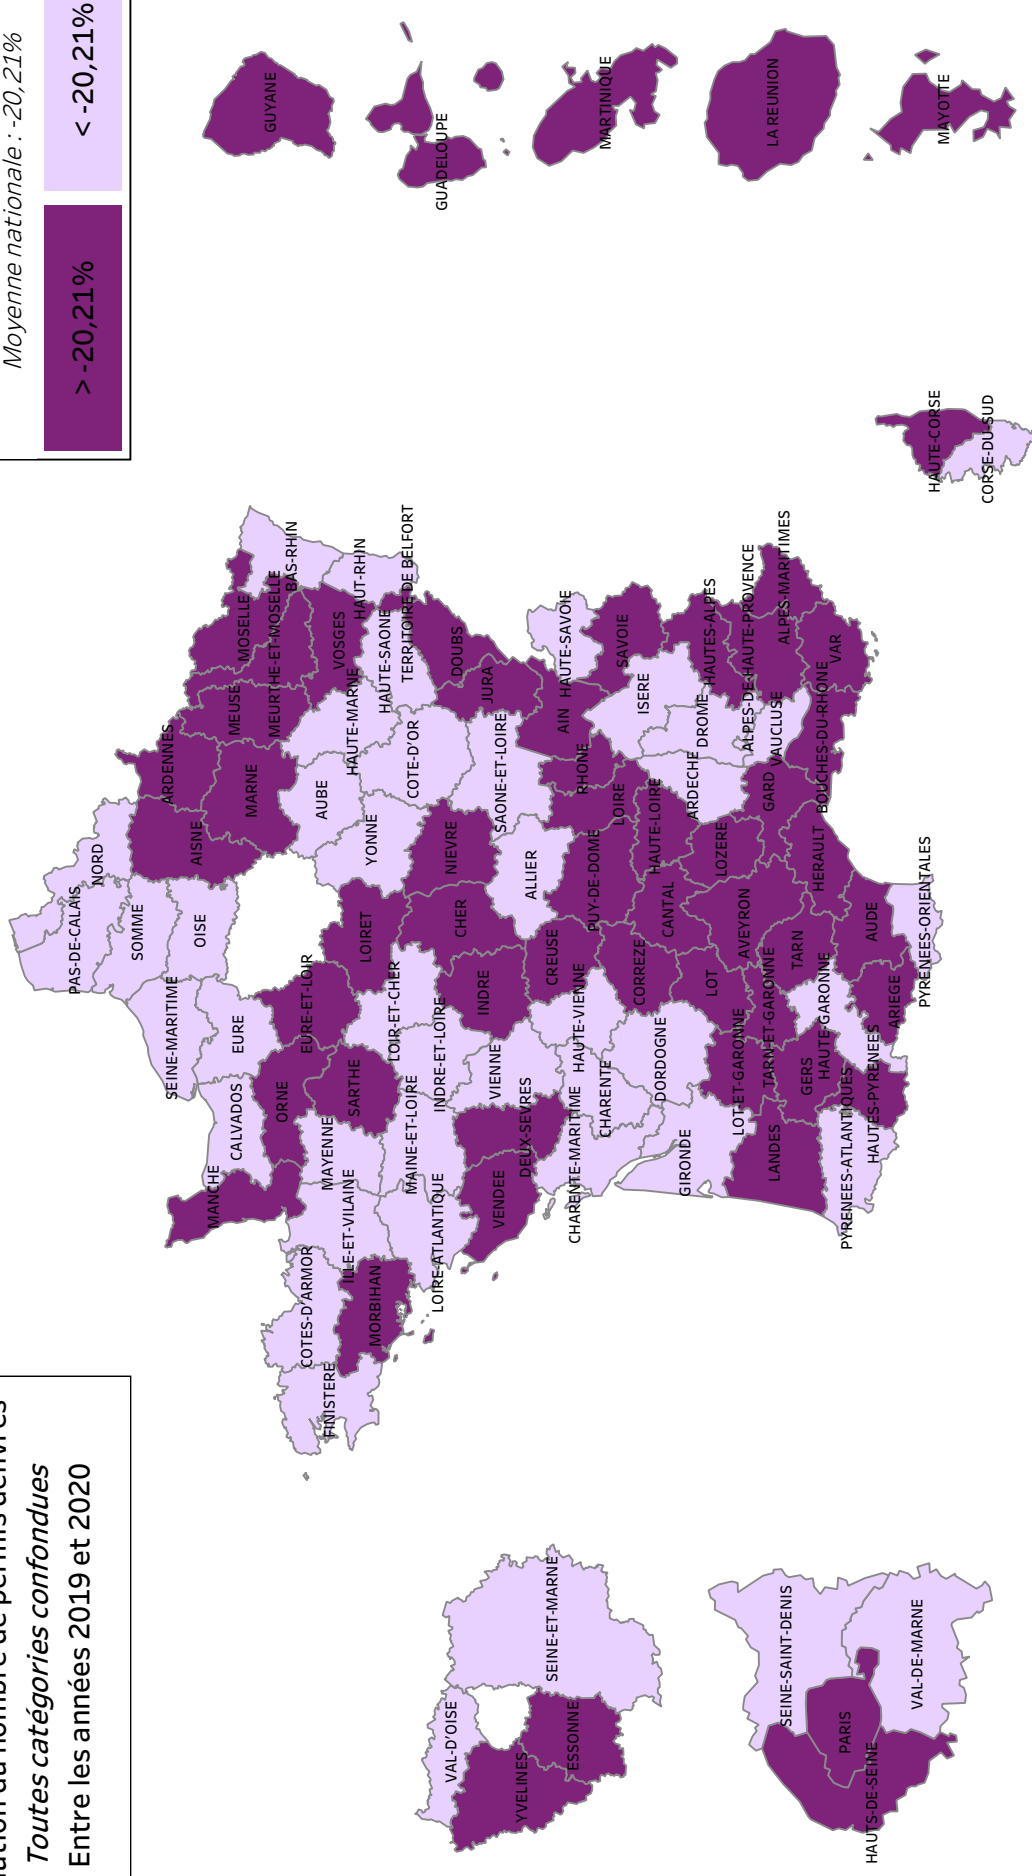 nombre de permis délivrés
Toutes catégories confondues
Entre les années 2019 et 2020
Moyenne nationale : -20,21%
> -20,21%
< -20,21%
PAS-DE-CALAIS
NORD
SOMME
OISE
AISNE
ARDENNES
SEINE-MARITIME
EURE
CALVADOS
MANCHE
ORNE
EURE-ET-LOIR
MARNE
MEUSE
MOSELLE
MEURTHE-ET-MOSELLE
BAS-RHIN
HAUT-RHIN
VOSGES
FINISTERE
COTES-D'ARMOR
MORBIHAN
ILLE-ET-VILAINE
MAYENNE
SARTHE
LOIRET
YONNE
AUBE
HAUTE-MARNE
HAUTE-SAONE
TERRITOIRE DE BELFORT
LOIRE-ATLANTIQUE
MAINE-ET-LOIRE
INDRE-ET-LOIRE
LOIR-ET-CHER
CHER
NIEVRE
COTE-D'OR
DOUBS
JURA
VENDEE
DEUX-SEVRES
VIENNE
INDRE
ALLIER
SAONE-ET-LOIRE
CHARENTE-MARITIME
CHARENTE
HAUTE-VIENNE
CREUSE
PUY-DE-DOME
LOIRE
RHONE
AIN
HAUTE-SAVOIE
SAVOIE
ISERE
GIRONDE
DORDOGNE
CORREZE
CANTAL
HAUTE-LOIRE
ARDECHE
DROME
HAUTES-ALPES
LANDES
LOT-ET-GARONNE
LOT
TARN-ET-GARONNE
AVEYRON
LOZERE
GARD
VAUCLUSE
ALPES-DE-HAUTE-PROVENCE
ALPES-MARITIMES
PYRENEES-ATLANTIQUES
HAUTES-PYRENEES
GERS
HAUTE-GARONNE
TARN
HERAULT
BOUCHES-DU-RHONE
VAR
ARIEGE
AUDE
PYRENEES-ORIENTALES
HAUTE-CORSE
CORSE-DU-SUD
GUYANE
GUADELOUPE
MARTINIQUE
LA REUNION
MAYOTTE
VAL-D'OISE
YVELINES
ESSONNE
SEINE-ET-MARNE
SEINE-SAINT-DENIS
PARIS
HAUTS-DE-SEINE
VAL-DE-MARNE